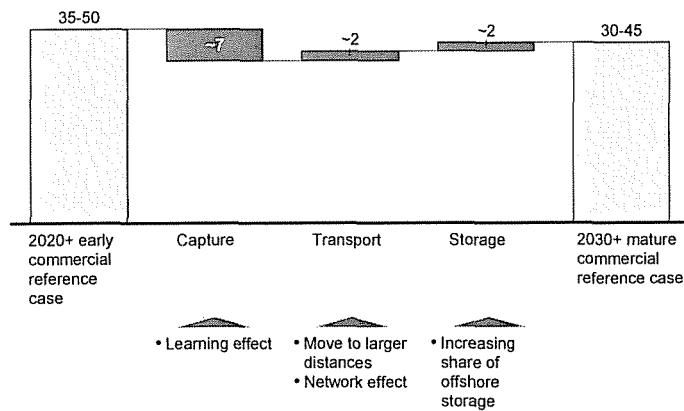 35-50
~7
~2
~2
30-45
2020+ early
commercial
reference
case
Capture
Transport
Storage
2030+ mature
commercial
reference case
• Learning effect
• Move to larger
distances
• Network effect
• Increasing
share of
offshore
storage